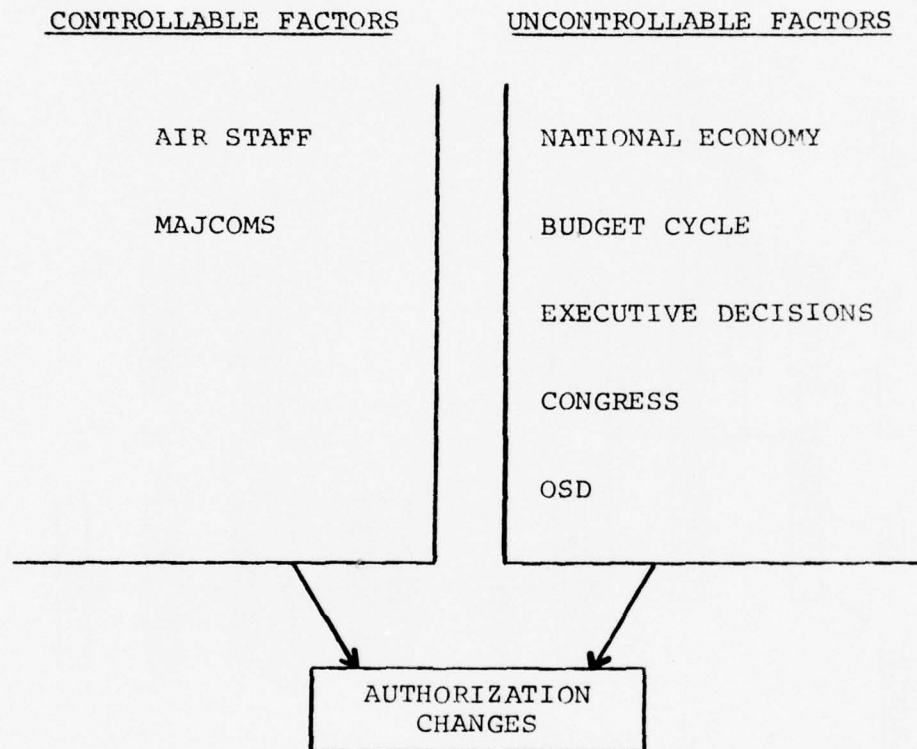 CONTROLLABLE FACTORS
UNCONTROLLABLE FACTORS
AIR STAFF
MAJCOMS
NATIONAL ECONOMY
BUDGET CYCLE
EXECUTIVE DECISIONS
CONGRESS
OSD
AUTHORIZATION
CHANGES